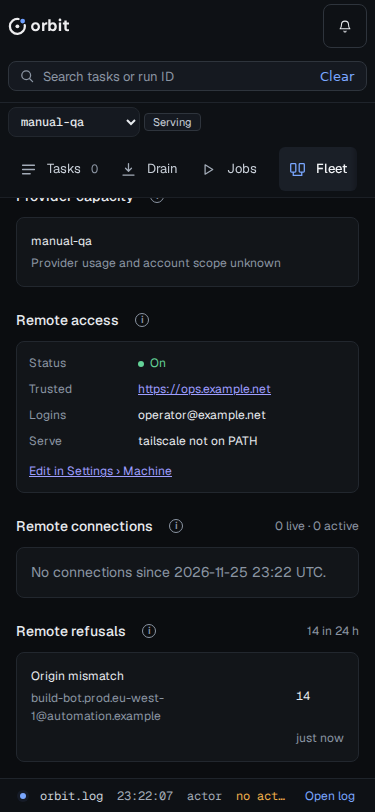 orbit
Search tasks or run ID Clear
manual-qa Serving
Tasks 0 Drain Jobs Fleet
Provider capacity
manual-qa
Provider usage and account scope unknown
Remote access
Status On
Trusted https://ops.example.net
Logins operator@example.net
Serve tailscale not on PATH
Edit in Settings › Machine
Remote connections 0 live · 0 active
No connections since 2026-11-25 23:22 UTC.
Remote refusals 14 in 24 h
Origin mismatch
build-bot.prod.eu-west-
1@automation.example
14
just now
orbit.log 23:22:07 actor no act… Open log